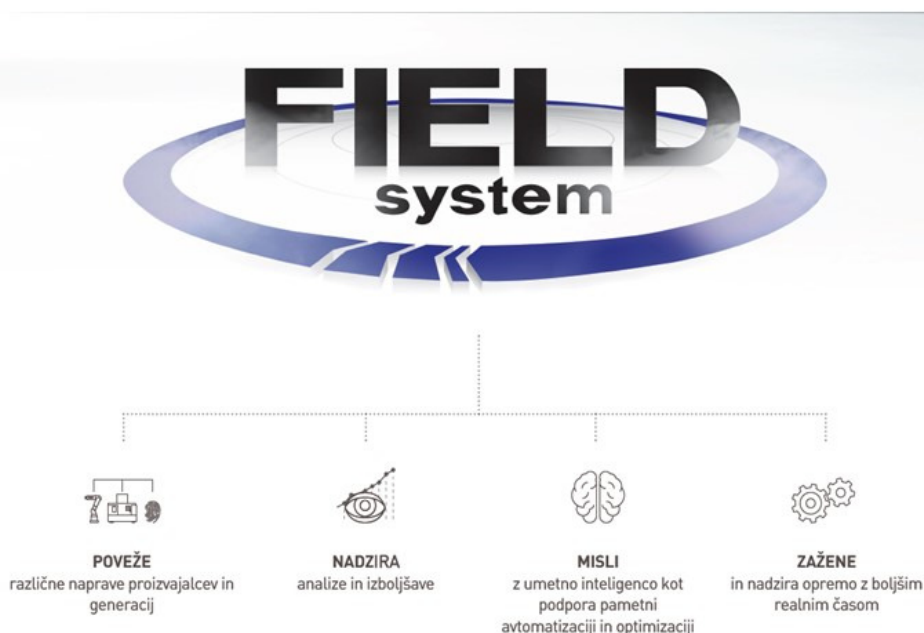 FIELD
system
POVEŽE
različne naprave proizvajalcev in
generacij
NADZIRA
analize in izboljšave
MISLI
z umetno inteligenco kot
podpora pametni
avtomatizaciji in optimizaciji
ZAŽENE
in nadzira opremo z boljšim
realnim časom